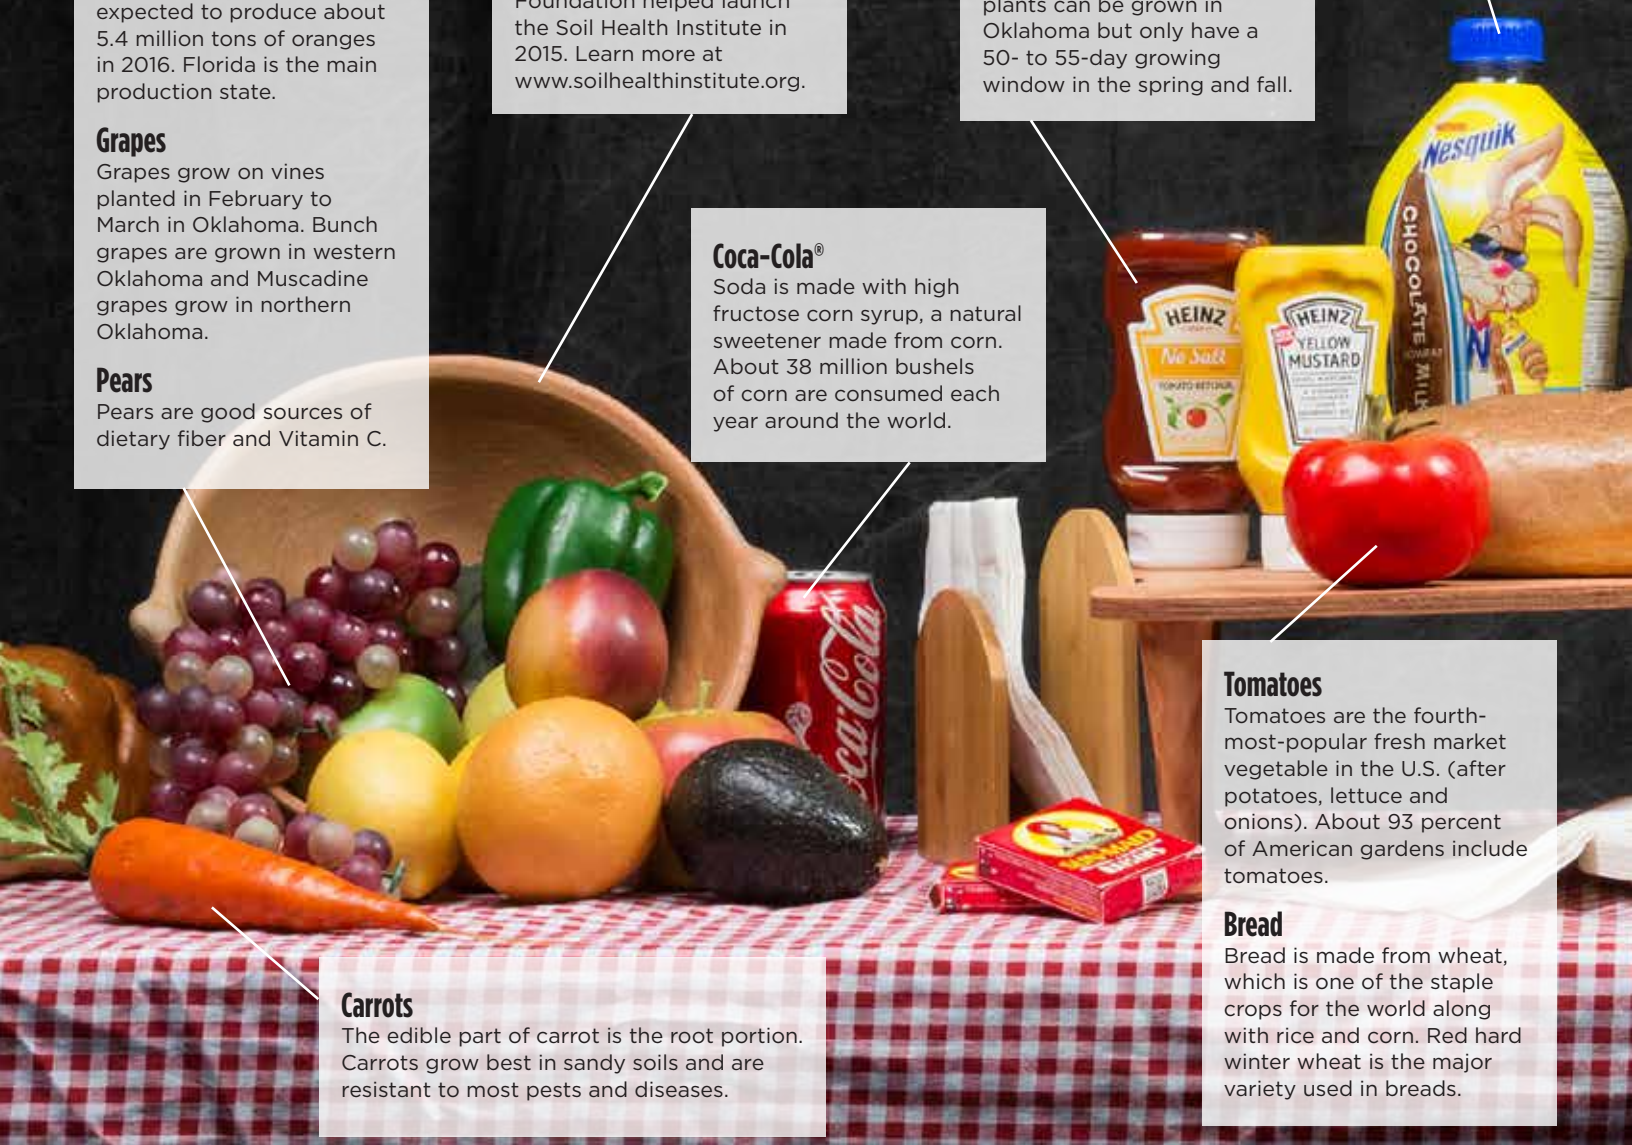 expected to produce about
5.4 million tons of oranges
in 2016. Florida is the main
production state.
Grapes
Grapes grow on vines
planted in February to
March in Oklahoma. Bunch
grapes are grown in western
Oklahoma and Muscadine
grapes grow in northern
Oklahoma.
Pears
Pears are good sources of
dietary fiber and Vitamin C.
Foundation helped launch
the Soil Health Institute in
2015. Learn more at
www.soilhealthinstitute.org.
plants can be grown in
Oklahoma but only have a
50- to 55-day growing
window in the spring and fall.
Coca-Cola®
Soda is made with high
fructose corn syrup, a natural
sweetener made from corn.
About 38 million bushels
of corn are consumed each
year around the world.
Nesquik
CHOCOLATE
HEINZ
No Salt
TOMATO KETCHUP
HEINZ
YELLOW
MUSTARD
Coca-Cola
SUN-MAID
RAISINS
Tomatoes
Tomatoes are the fourth-
most-popular fresh market
vegetable in the U.S. (after
potatoes, lettuce and
onions). About 93 percent
of American gardens include
tomatoes.
Bread
Bread is made from wheat,
which is one of the staple
crops for the world along
with rice and corn. Red hard
winter wheat is the major
variety used in breads.
Carrots
The edible part of carrot is the root portion.
Carrots grow best in sandy soils and are
resistant to most pests and diseases.